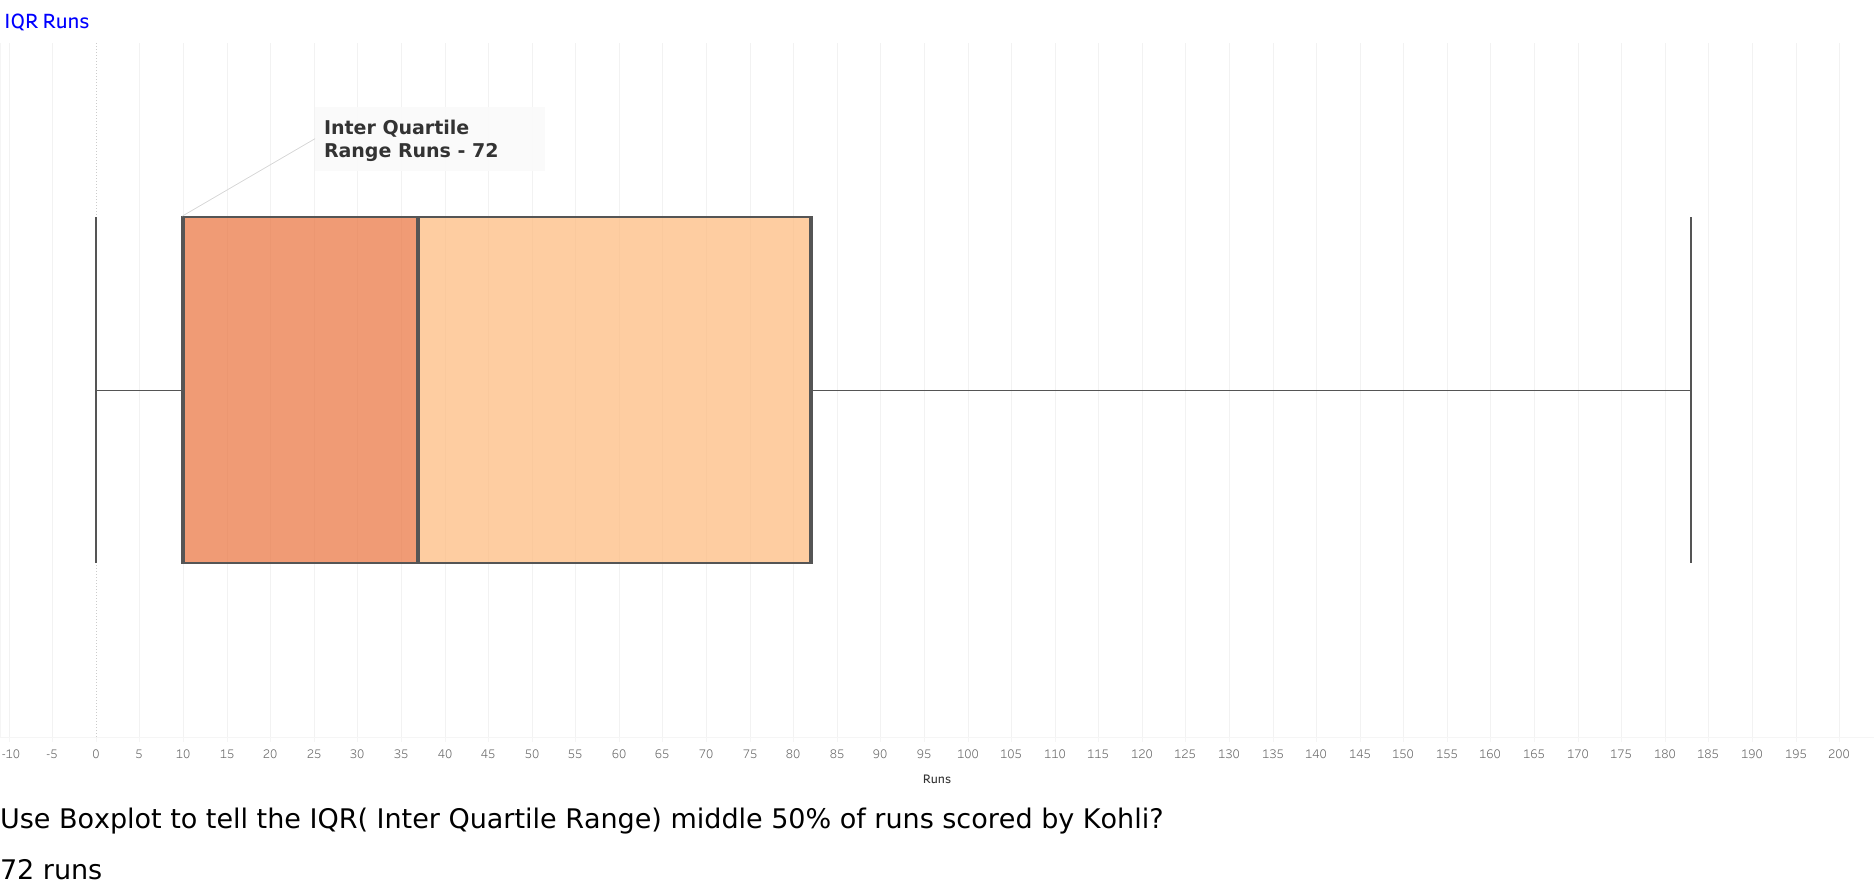 IQR Runs
Inter Quartile
Range Runs - 72
-10 -5 0 5 10 15 20 25 30 35 40 45 50 55 60 65 70 75 80 85 90 95 100 105 110 115 120 125 130 135 140 145 150 155 160 165 170 175 180 185 190 195 200
Runs
Use Boxplot to tell the IQR( Inter Quartile Range) middle 50% of runs scored by Kohli?
72 runs